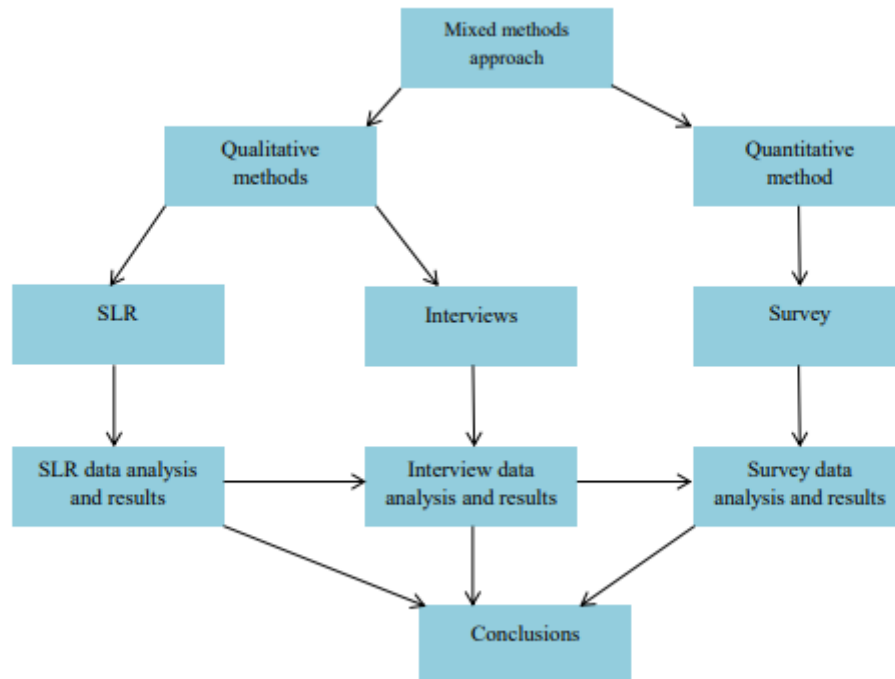 Mixed methods
approach
Qualitative
methods
Quantitative
method
SLR
Interviews
Survey
SLR data analysis
and results
Interview data
analysis and results
Survey data
analysis and results
Conclusions